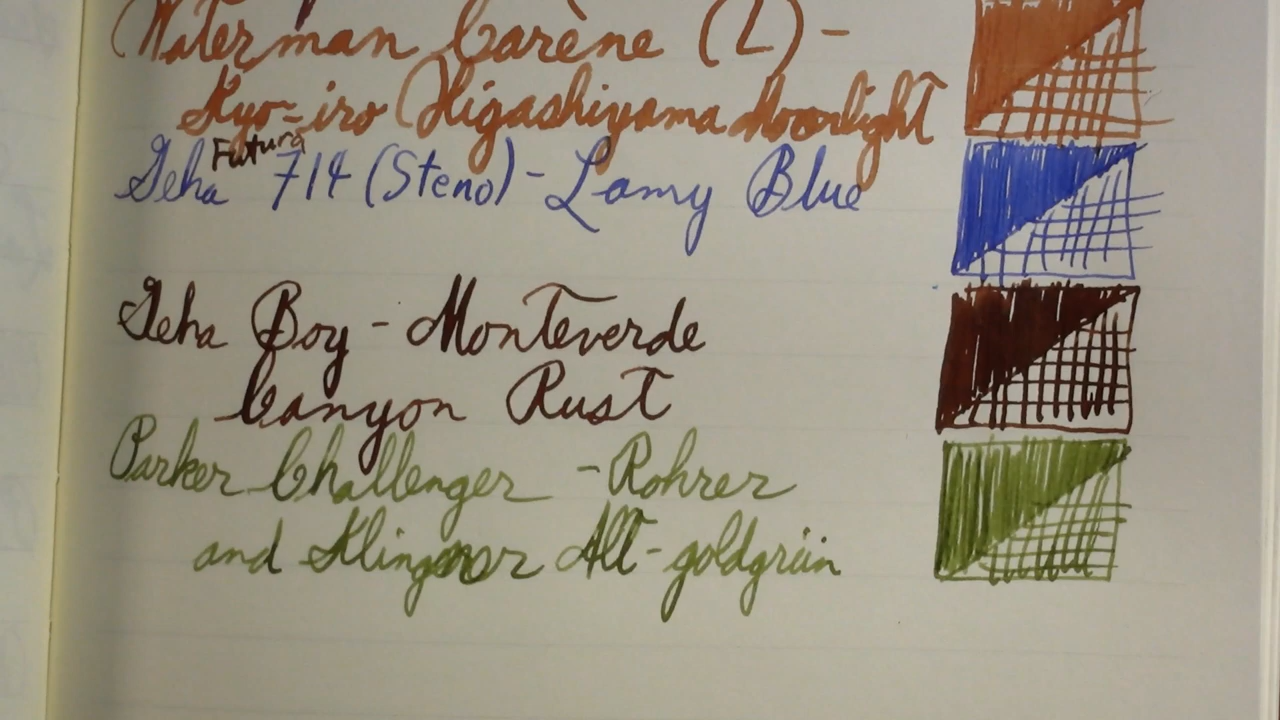 Waterman Carène (L) -
Kyo-iro Higashiyama Moonlight
Futura
Geha 714 (Steno) - Lamy Blue
Geha Boy - Monteverde
Canyon Rust
Parker Challenger - Rohrer
and Klingner Alt-goldgrün